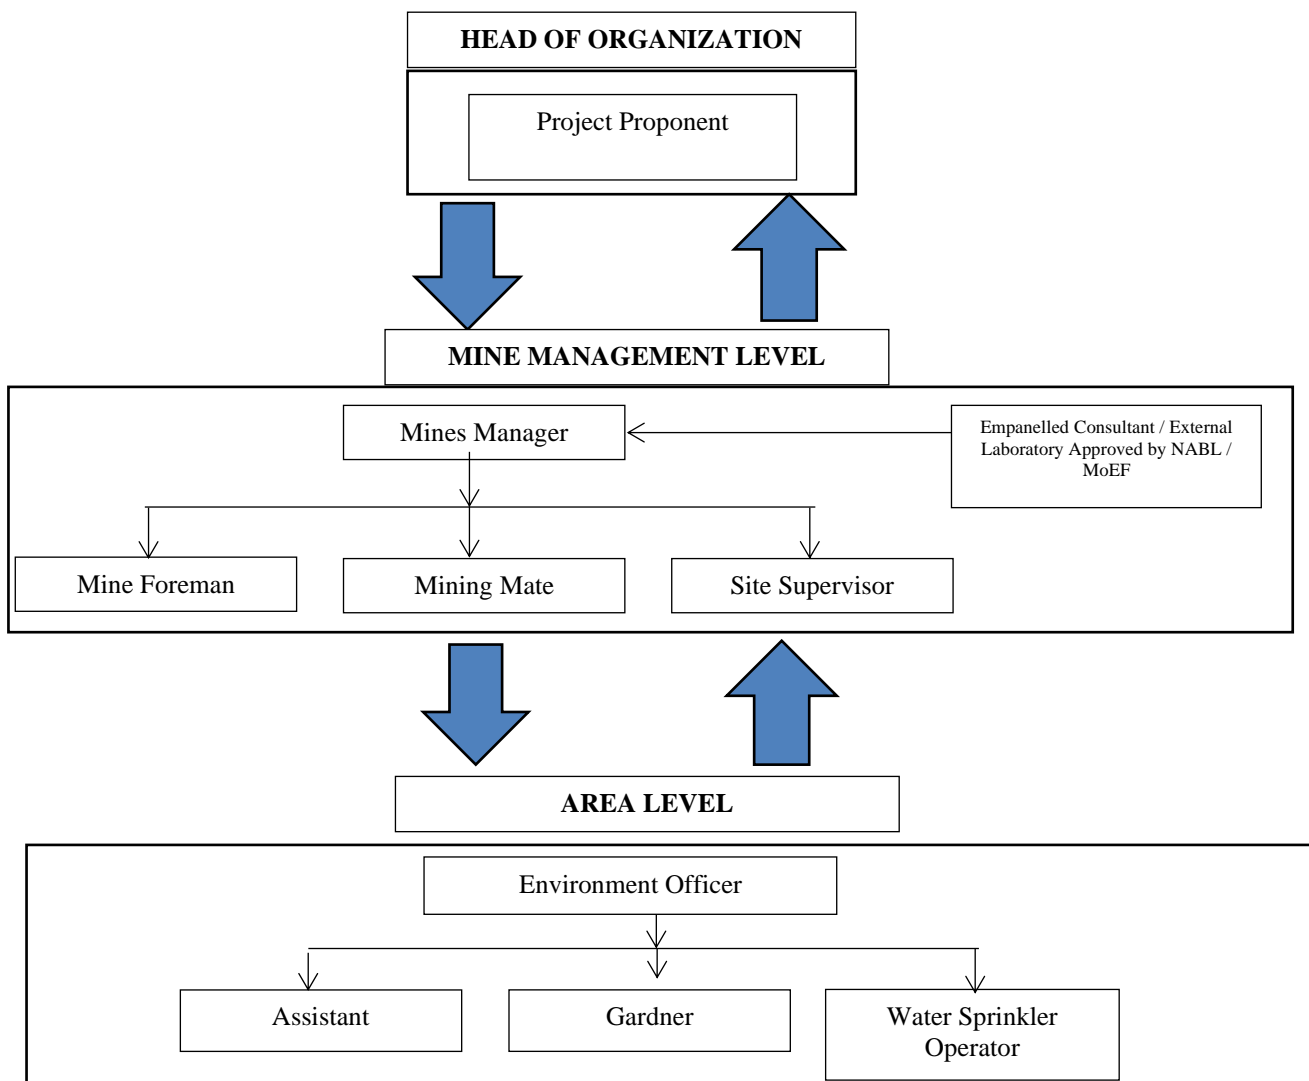 HEAD OF ORGANIZATION
Project Proponent
MINE MANAGEMENT LEVEL
Mines Manager
Empanelled Consultant / External
Laboratory Approved by NABL /
MoEF
Mine Foreman
Mining Mate
Site Supervisor
AREA LEVEL
Environment Officer
Assistant
Gardner
Water Sprinkler
Operator